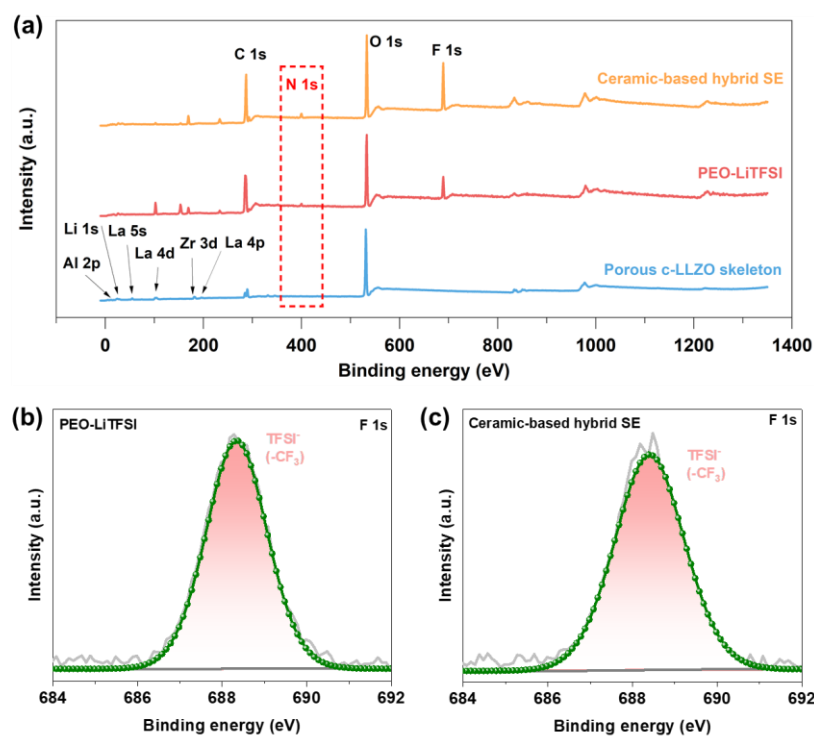 (a)
C 1s
N 1s
O 1s
F 1s
Ceramic-based hybrid SE
PEO-LiTFSI
Li 1s
La 5s
Al 2p
La 4d
Zr 3d
La 4p
Porous c-LLZO skeleton
Intensity (a.u.)
0 200 400 600 800 1000 1200 1400
Binding energy (eV)
(b)
PEO-LiTFSI
F 1s
TFSI⁻
(-CF₃)
Intensity (a.u.)
684 686 688 690 692
Binding energy (eV)
(c)
Ceramic-based hybrid SE
F 1s
TFSI⁻
(-CF₃)
Intensity (a.u.)
684 686 688 690 692
Binding energy (eV)